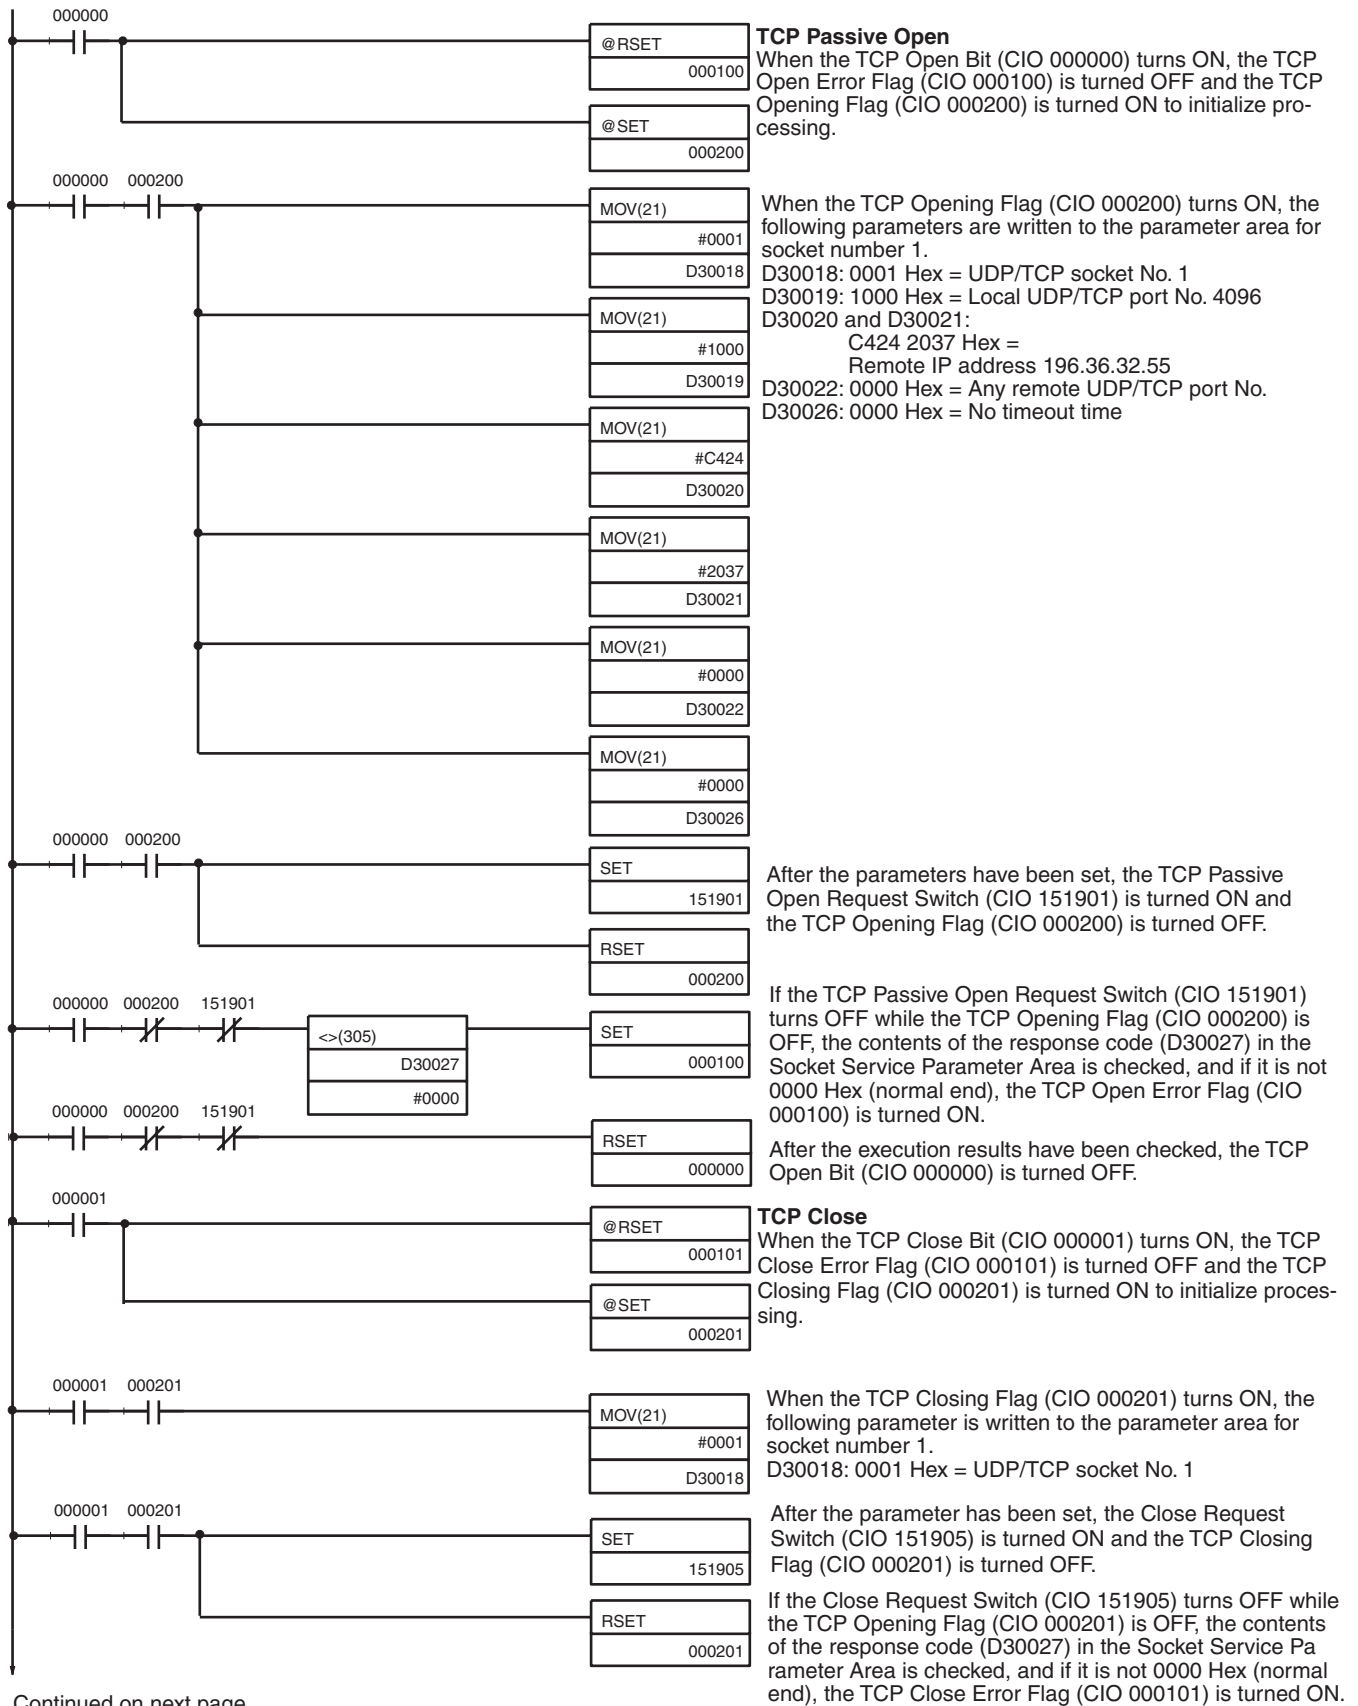 000000
@RSET
000100
TCP Passive Open
When the TCP Open Bit (CIO 000000) turns ON, the TCP
Open Error Flag (CIO 000100) is turned OFF and the TCP
Opening Flag (CIO 000200) is turned ON to initialize pro-
cessing.
@SET
000200
000000 000200
MOV(21)
#0001
D30018
When the TCP Opening Flag (CIO 000200) turns ON, the
following parameters are written to the parameter area for
socket number 1.
D30018: 0001 Hex = UDP/TCP socket No. 1
D30019: 1000 Hex = Local UDP/TCP port No. 4096
D30020 and D30021:
C424 2037 Hex =
Remote IP address 196.36.32.55
D30022: 0000 Hex = Any remote UDP/TCP port No.
D30026: 0000 Hex = No timeout time
MOV(21)
#1000
D30019
MOV(21)
#C424
D30020
MOV(21)
#2037
D30021
MOV(21)
#0000
D30022
MOV(21)
#0000
D30026
000000 000200
SET
151901
After the parameters have been set, the TCP Passive
Open Request Switch (CIO 151901) is turned ON and
the TCP Opening Flag (CIO 000200) is turned OFF.
RSET
000200
000000 000200 151901
<>(305)
D30027
#0000
SET
000100
If the TCP Passive Open Request Switch (CIO 151901)
turns OFF while the TCP Opening Flag (CIO 000200) is
OFF, the contents of the response code (D30027) in the
Socket Service Parameter Area is checked, and if it is not
0000 Hex (normal end), the TCP Open Error Flag (CIO
000100) is turned ON.
000000 000200 151901
RSET
000000
After the execution results have been checked, the TCP
Open Bit (CIO 000000) is turned OFF.
000001
@RSET
000101
TCP Close
When the TCP Close Bit (CIO 000001) turns ON, the TCP
Close Error Flag (CIO 000101) is turned OFF and the TCP
Closing Flag (CIO 000201) is turned ON to initialize proces-
sing.
@SET
000201
000001 000201
MOV(21)
#0001
D30018
When the TCP Closing Flag (CIO 000201) turns ON, the
following parameter is written to the parameter area for
socket number 1.
D30018: 0001 Hex = UDP/TCP socket No. 1
000001 000201
SET
151905
After the parameter has been set, the Close Request
Switch (CIO 151905) is turned ON and the TCP Closing
Flag (CIO 000201) is turned OFF.
RSET
000201
If the Close Request Switch (CIO 151905) turns OFF while
the TCP Opening Flag (CIO 000201) is OFF, the contents
of the response code (D30027) in the Socket Service Pa
rameter Area is checked, and if it is not 0000 Hex (normal
end), the TCP Close Error Flag (CIO 000101) is turned ON.
Continued on next page